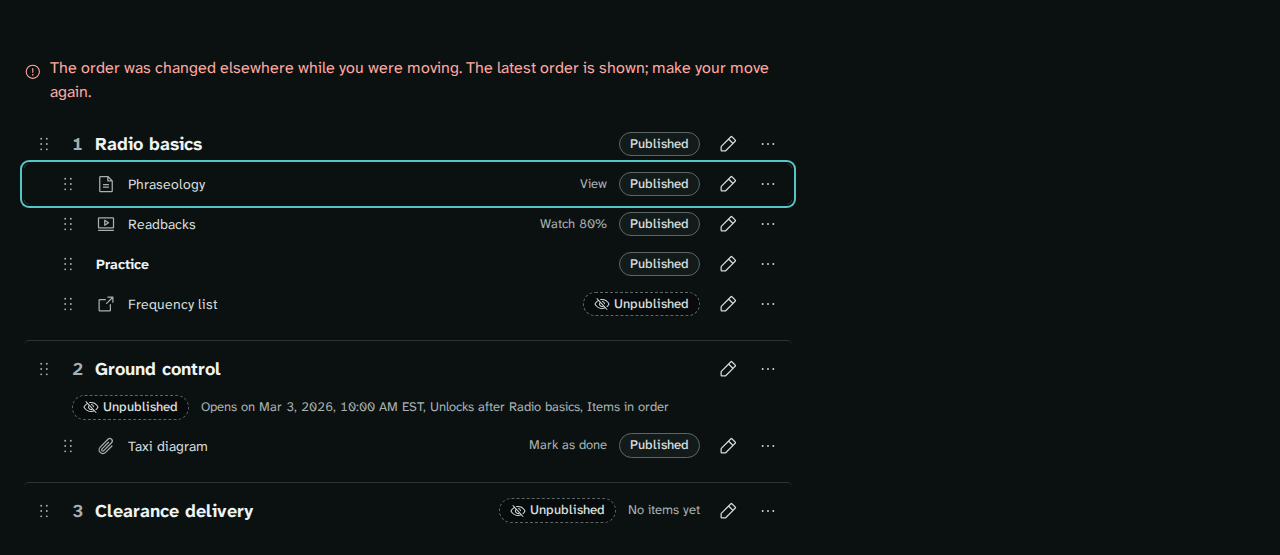 The order was changed elsewhere while you were moving. The latest order is shown; make your move
again.
1 Radio basics Published
Phraseology View Published
Readbacks Watch 80% Published
Practice Published
Frequency list Unpublished
2 Ground control
Unpublished Opens on Mar 3, 2026, 10:00 AM EST, Unlocks after Radio basics, Items in order
Taxi diagram Mark as done Published
3 Clearance delivery Unpublished No items yet